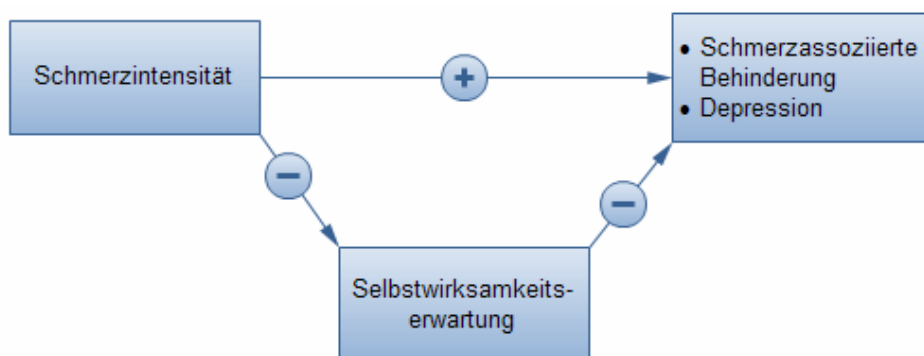 Schmerzintensität
+
• Schmerzassoziierte
Behinderung
• Depression
−
−
Selbstwirksamkeits-
erwartung